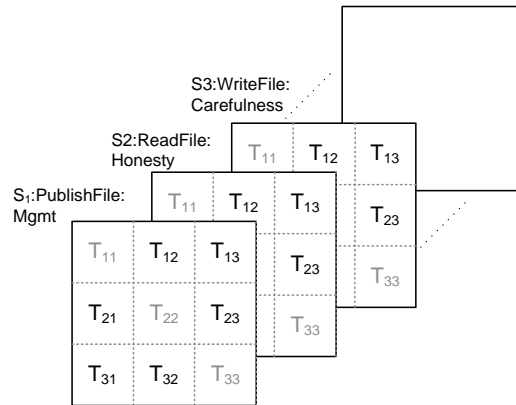 S3:WriteFile:
Carefulness
T11 T12 T13
S2:ReadFile:
Honesty
T23
T11 T12 T13
S1:PublishFile:
Mgmt
T33
T23
T11 T12 T13
T33
T21 T22 T23
T31 T32 T33